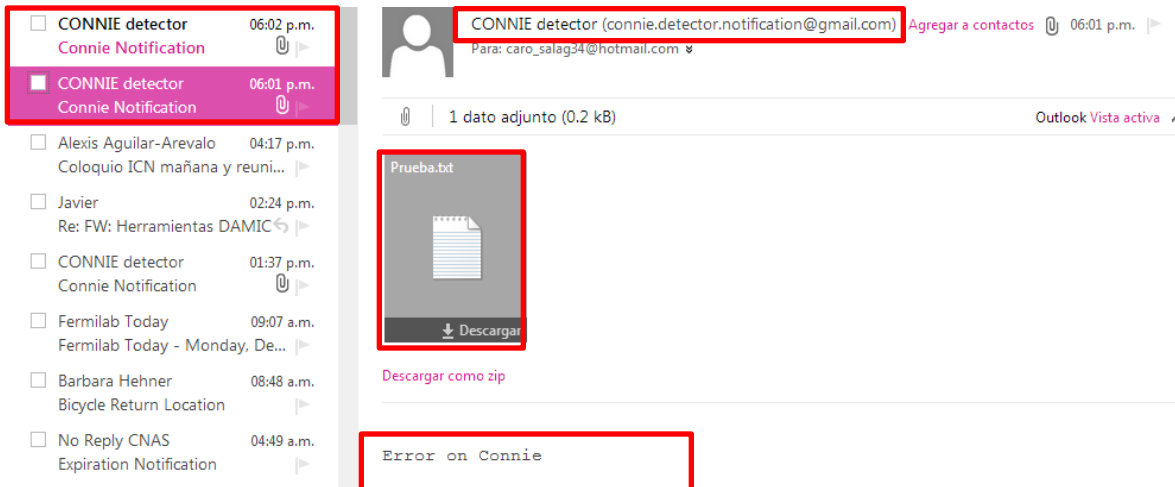 CONNIE detector 06:02 p.m.
Connie Notification
CONNIE detector 06:01 p.m.
Connie Notification
Alexis Aguilar-Arevalo 04:17 p.m.
Coloquio ICN mañana y reuni...
Javier 02:24 p.m.
Re: FW: Herramientas DAMIC
CONNIE detector 01:37 p.m.
Connie Notification
Fermilab Today 09:07 a.m.
Fermilab Today - Monday, De...
Barbara Hehner 08:48 a.m.
Bicycle Return Location
No Reply CNAS 04:49 a.m.
Expiration Notification
CONNIE detector (connie.detector.notification@gmail.com) Agregar a contactos 06:01 p.m.
Para: caro_salag34@hotmail.com
1 dato adjunto (0.2 kB) Outlook Vista activa
Prueba.txt
Descargar
Descargar como zip
Error on Connie